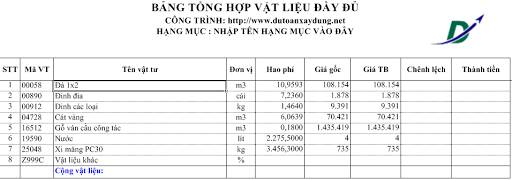 BẢNG TỔNG HỢP VẬT LIỆU ĐẦY ĐỦ
CÔNG TRÌNH: http://www.dutoanxaydung.net
HẠNG MỤC : NHẬP TÊN HẠNG MỤC VÀO ĐÂY
STT Mã VT Tên vật tư Đơn vị Hao phí Giá gốc Giá TB Chênh lệch Thành tiền
1 00058 Đá 1x2 m3 10,9593 108.154 108.154
2 00890 Đinh đỉa cái 7,2360 1.878 1.878
3 00912 Đinh các loại kg 1,4640 9.391 9.391
4 04728 Cát vàng m3 6,0639 70.421 70.421
5 16512 Gỗ ván cầu công tác m3 0,1800 1.435.419 1.435.419
6 19590 Nước lít 2.275,5000 4 4
7 25048 Xi măng PC30 kg 3.456,3000 735 735
8 Z999C Vật liệu khác %
Cộng vật liệu: